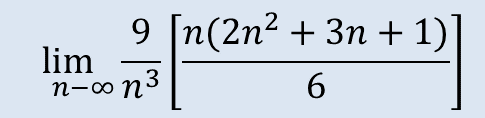 lim n−∞ 9/n³ [n(2n² + 3n + 1)/6]